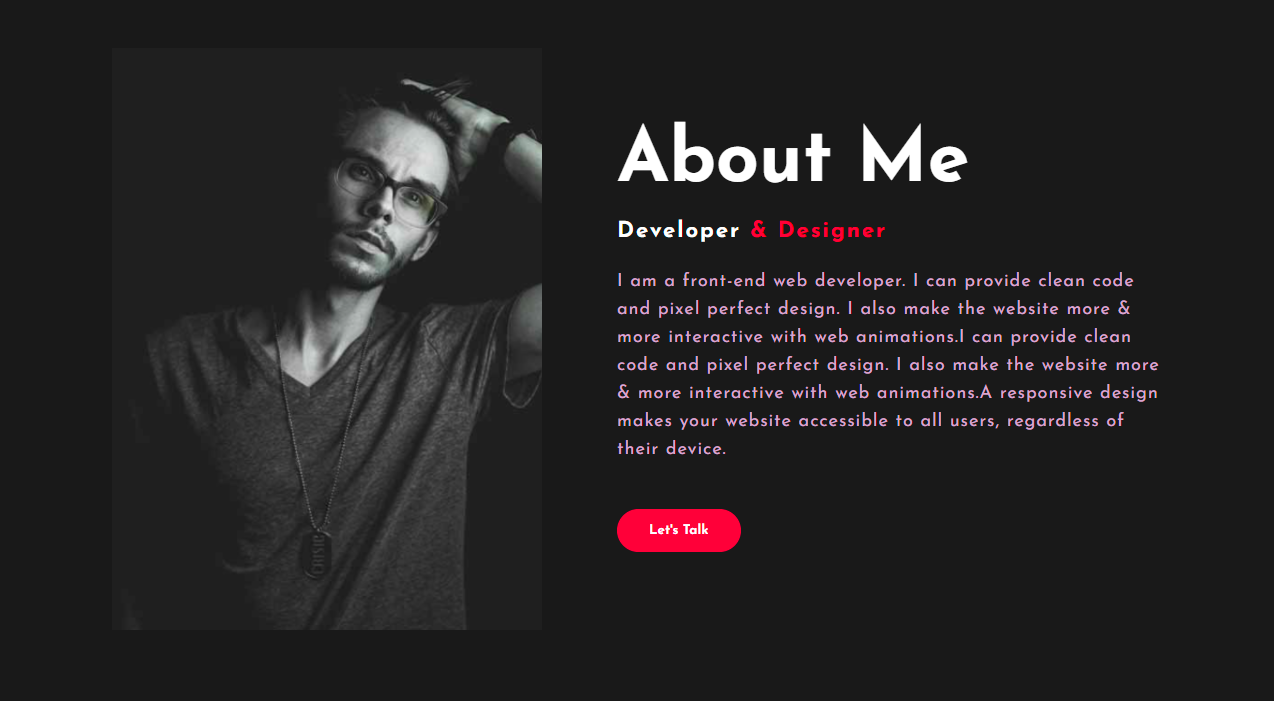 About Me
Developer & Designer
I am a front-end web developer. I can provide clean code
and pixel perfect design. I also make the website more &
more interactive with web animations.I can provide clean
code and pixel perfect design. I also make the website more
& more interactive with web animations.A responsive design
makes your website accessible to all users, regardless of
their device.
Let's Talk